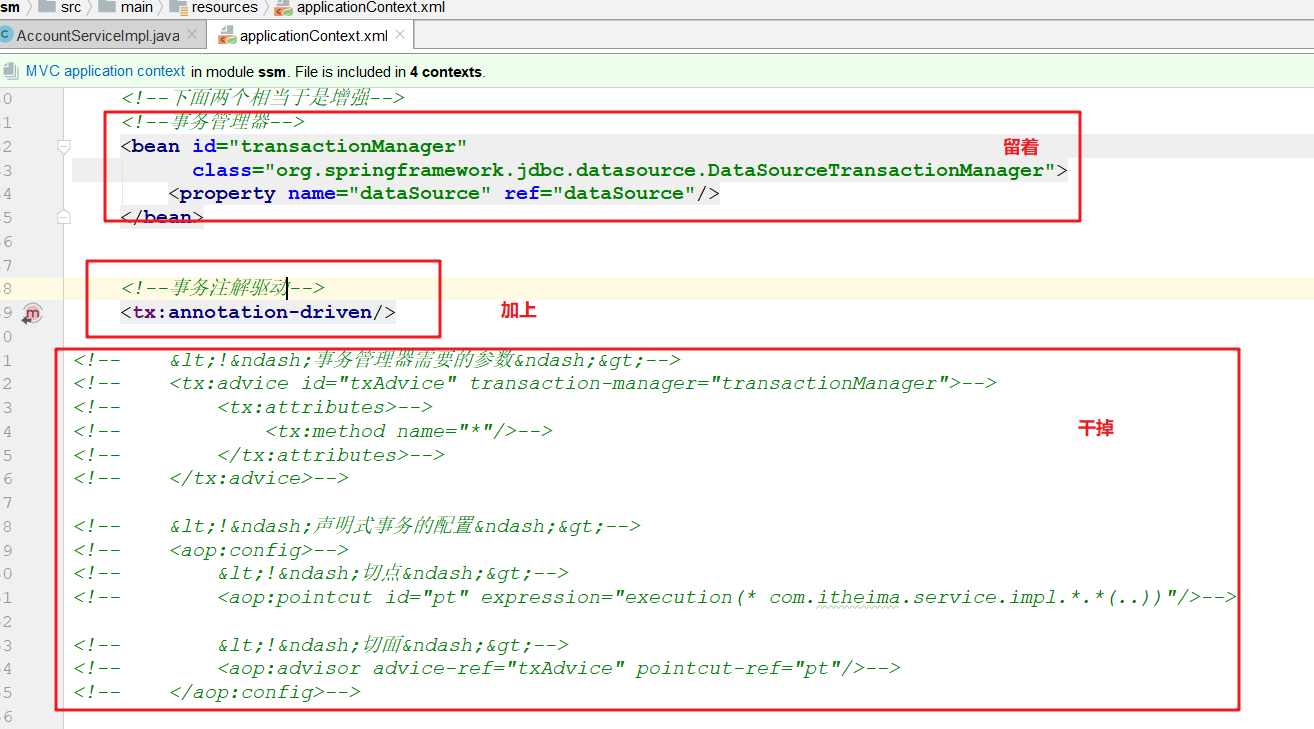 sm src main resources applicationContext.xml
AccountServiceImpl.java applicationContext.xml
MVC application context in module ssm. File is included in 4 contexts.
0 <!--下面两个相当于是增强-->
1 <!--事务管理器-->
2 <bean id="transactionManager" 留着
3 class="org.springframework.jdbc.datasource.DataSourceTransactionManager">
4 <property name="dataSource" ref="dataSource"/>
5 </bean>
6
7
8 <!--事务注解驱动-->
9 <tx:annotation-driven/> 加上
0
1 <!-- &lt;!&ndash;事务管理器需要的参数&ndash;&gt;-->
2 <!-- <tx:advice id="txAdvice" transaction-manager="transactionManager">-->
3 <!-- <tx:attributes>-->
4 <!-- <tx:method name="*"/>--> 干掉
5 <!-- </tx:attributes>-->
6 <!-- </tx:advice>-->
7
8 <!-- &lt;!&ndash;声明式事务的配置&ndash;&gt;-->
9 <!-- <aop:config>-->
0 <!-- &lt;!&ndash;切点&ndash;&gt;-->
1 <!-- <aop:pointcut id="pt" expression="execution(* com.itheima.service.impl.*.*(..))"/>-->
2
3 <!-- &lt;!&ndash;切面&ndash;&gt;-->
4 <!-- <aop:advisor advice-ref="txAdvice" pointcut-ref="pt"/>-->
5 <!-- </aop:config>-->
6